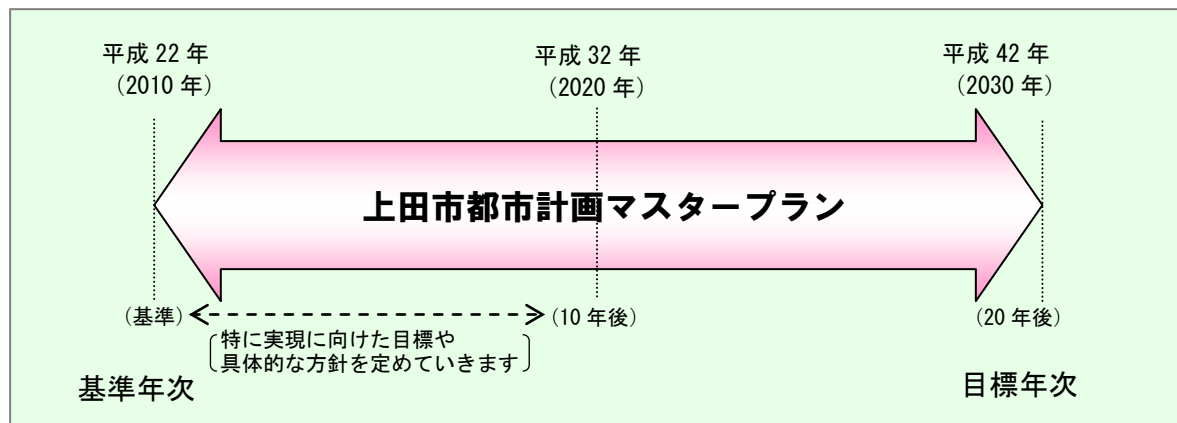 平成 22 年
(2010 年)
平成 32 年
(2020 年)
平成 42 年
(2030 年)
上田市都市計画マスタープラン
(基準)
(10 年後)
(20 年後)
特に実現に向けた目標や
具体的な方針を定めていきます
基準年次
目標年次